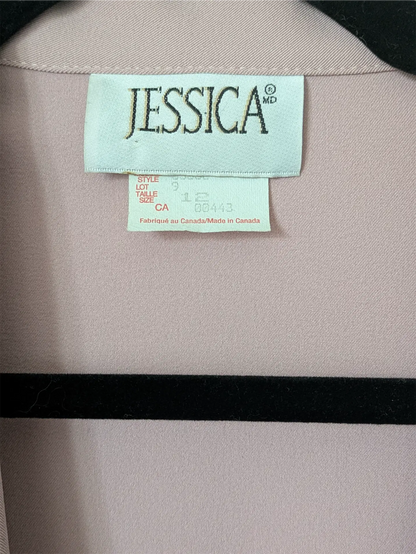 JESSICA® MD
STYLE
LOT 9
TAILLE
SIZE 12
CA 00443
Fabriqué au Canada/Made in Canada